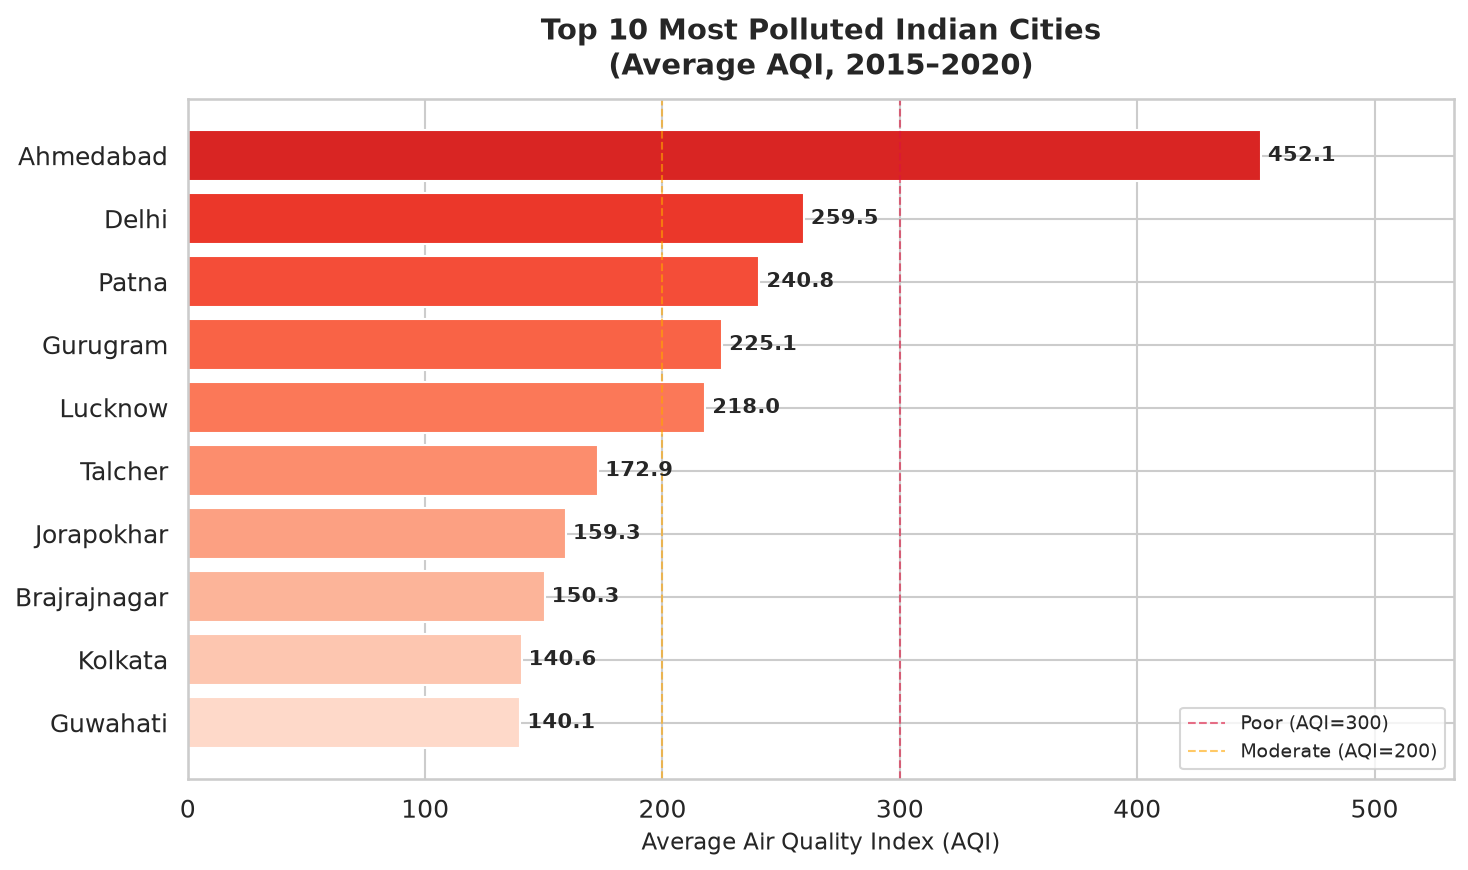 Top 10 Most Polluted Indian Cities
(Average AQI, 2015–2020)
Ahmedabad 452.1
Delhi 259.5
Patna 240.8
Gurugram 225.1
Lucknow 218.0
Talcher 172.9
Jorapokhar 159.3
Brajrajnagar 150.3
Kolkata 140.6
Guwahati 140.1
Poor (AQI=300)
Moderate (AQI=200)
0 100 200 300 400 500
Average Air Quality Index (AQI)